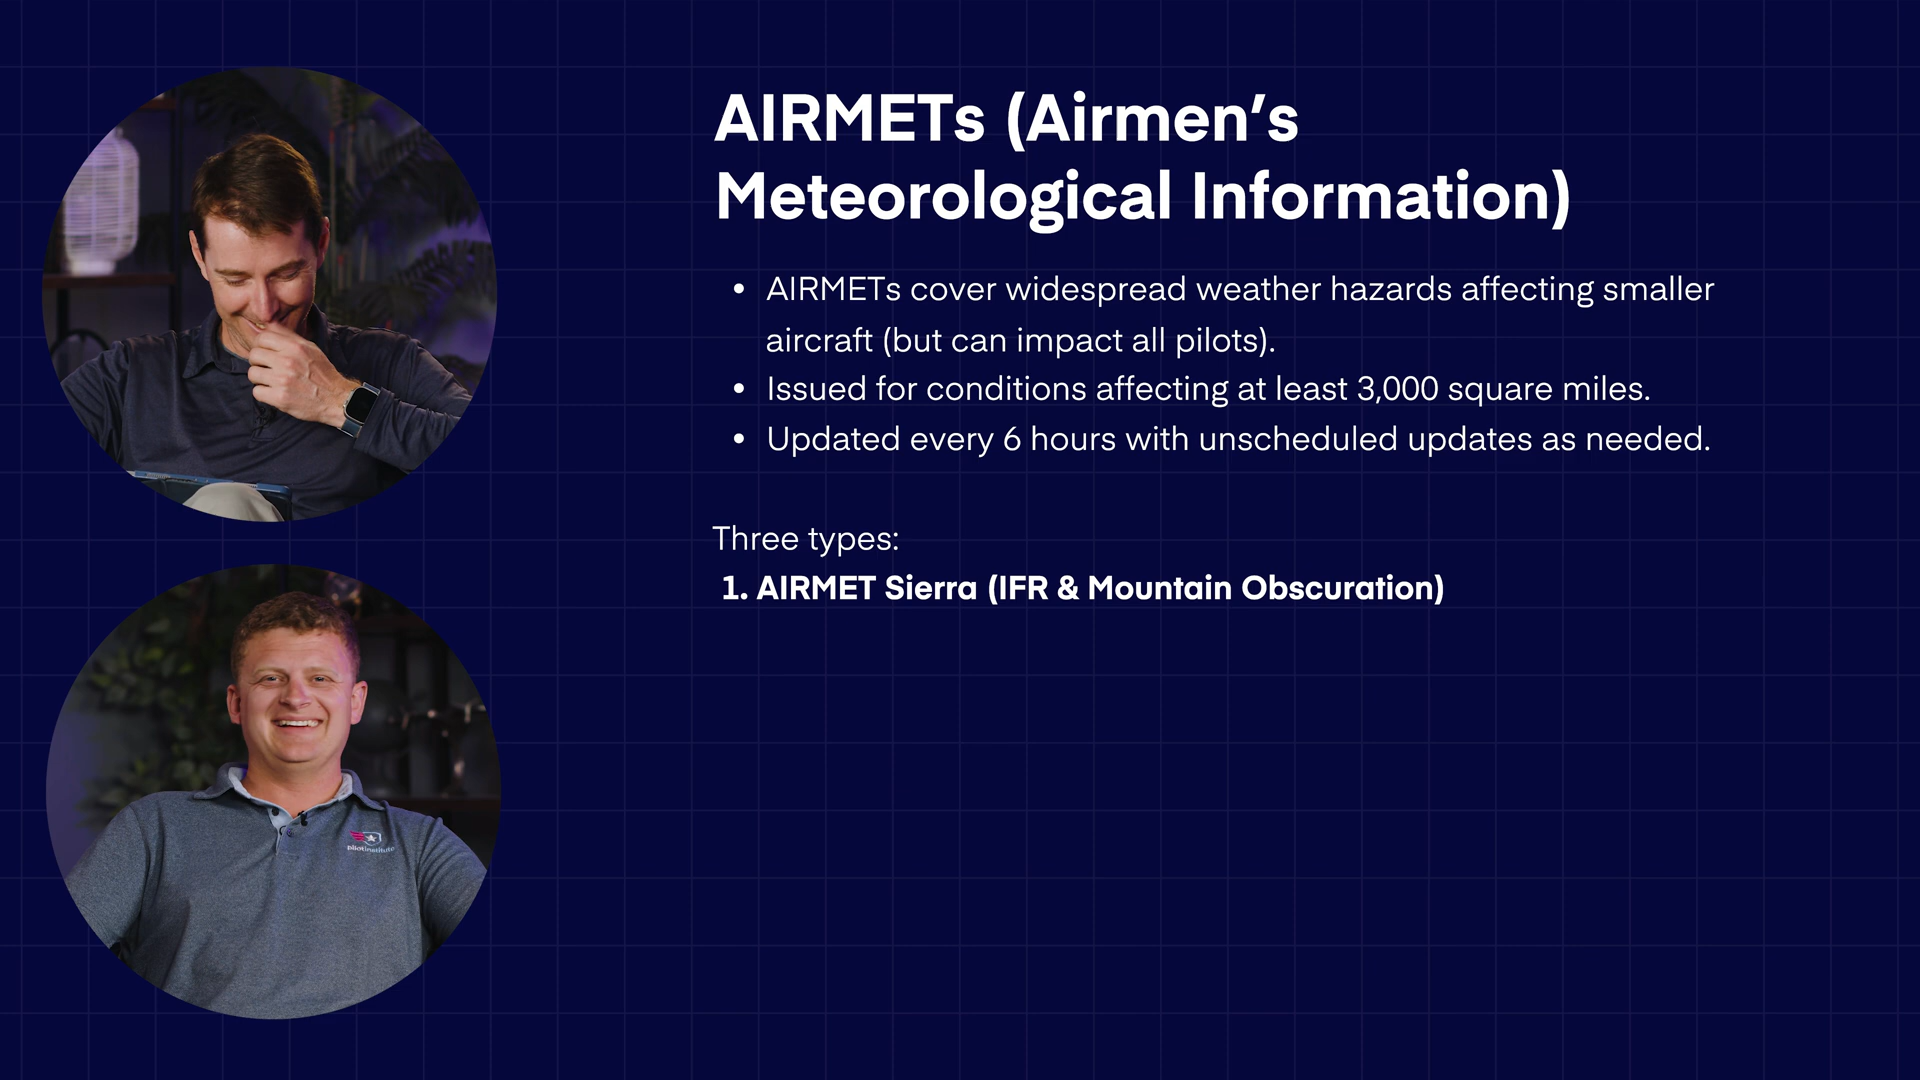 AIRMETs (Airmen’s
Meteorological Information)
• AIRMETs cover widespread weather hazards affecting smaller
aircraft (but can impact all pilots).
• Issued for conditions affecting at least 3,000 square miles.
• Updated every 6 hours with unscheduled updates as needed.
Three types:
1. AIRMET Sierra (IFR & Mountain Obscuration)
pilotinstitute